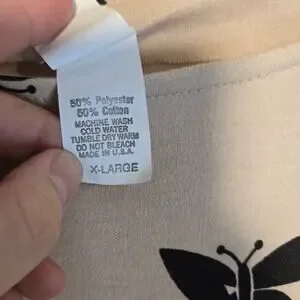 50% Polyester
50% Cotton
MACHINE WASH
COLD WATER
TUMBLE DRY WARM
DO NOT BLEACH
MADE IN U.S.A.
X-LARGE